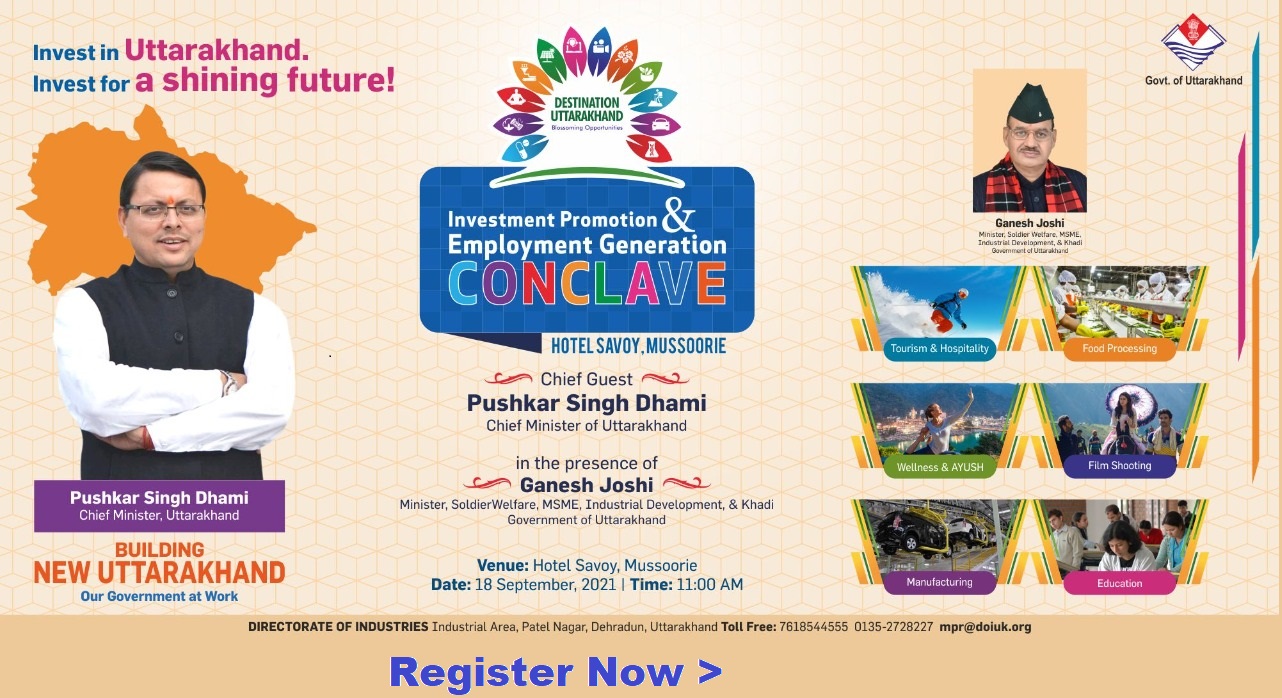 Invest in Uttarakhand.
Invest for a shining future!
Pushkar Singh Dhami
Chief Minister, Uttarakhand
BUILDING
NEW UTTARAKHAND
Our Government at Work
DESTINATION
UTTARAKHAND
Blossoming Opportunities
Investment Promotion &
Employment Generation
CONCLAVE
HOTEL SAVOY, MUSSOORIE
Chief Guest
Pushkar Singh Dhami
Chief Minister of Uttarakhand
in the presence of
Ganesh Joshi
Minister, SoldierWelfare, MSME, Industrial Development, & Khadi
Government of Uttarakhand
Venue: Hotel Savoy, Mussoorie
Date: 18 September, 2021 | Time: 11:00 AM
Govt. of Uttarakhand
Ganesh Joshi
Minister, Soldier Welfare, MSME,
Industrial Development, & Khadi
Government of Uttarakhand
Tourism & Hospitality
Food Processing
Wellness & AYUSH
Film Shooting
Manufacturing
Education
DIRECTORATE OF INDUSTRIES Industrial Area, Patel Nagar, Dehradun, Uttarakhand Toll Free: 7618544555 0135-2728227 mpr@doiuk.org
Register Now >